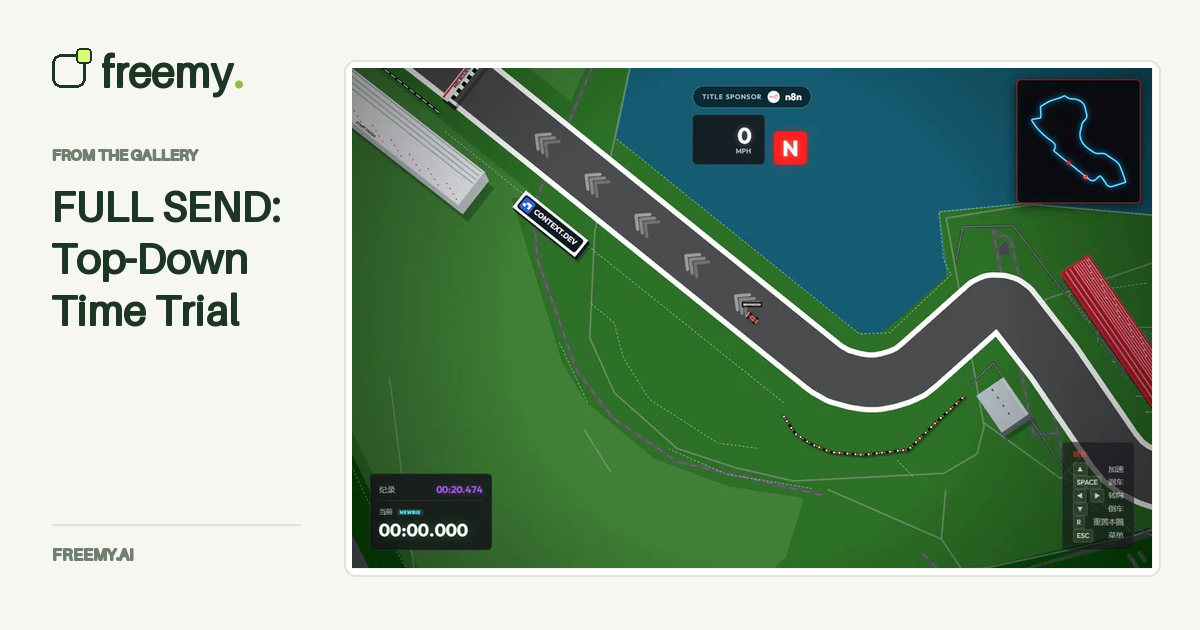 freemy.
FROM THE GALLERY
FULL SEND:
Top-Down
Time Trial
FREEMY.AI
TITLE SPONSOR n8n
0
MPH
N
CONTEXT.DEV
纪录 00:20.474
当前 NEWBIE
00:00.000
▲ 加速
SPACE 刹车
◀ ▶ 转向
▼ 倒车
R 重置本圈
ESC 菜单